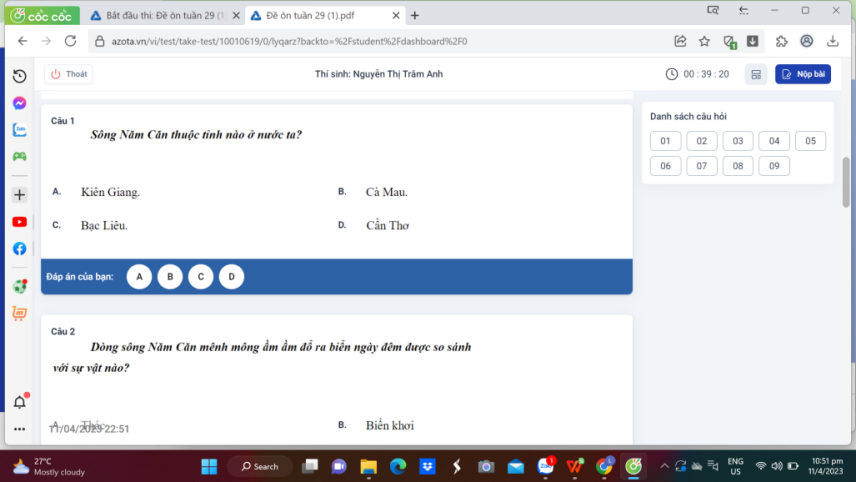 cốc cốc
Bắt đầu thi: Đề ôn tuần 29 (1
Đề ôn tuần 29 (1).pdf
azota.vn/vi/test/take-test/10010619/0/lyqarz?backto=%2Fstudent%2Fdashboard%2F0
Thoát
Thí sinh: Nguyễn Thị Trâm Anh
00 : 39 : 20
Nộp bài
Câu 1
Sông Năm Căn thuộc tỉnh nào ở nước ta?
A. Kiên Giang.
B. Cà Mau.
C. Bạc Liêu.
D. Cần Thơ
Đáp án của bạn: A B C D
Danh sách câu hỏi
01 02 03 04 05
06 07 08 09
Câu 2
Dòng sông Năm Căn mênh mông ầm ầm đổ ra biển ngày đêm được so sánh
với sự vật nào?
B. Biển khơi
11/04/2023 22:51
27°C
Mostly cloudy
Search
ENG
US
10:51 pm
11/4/2023